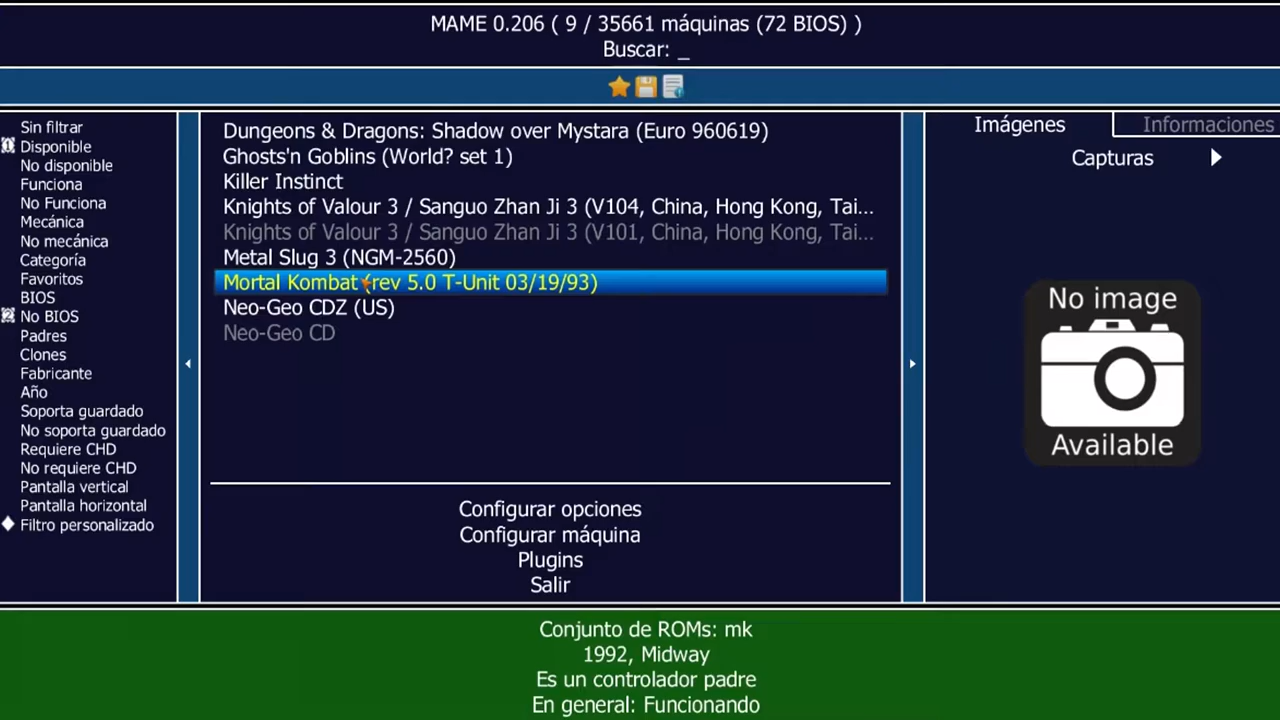 MAME 0.206 ( 9 / 35661 máquinas (72 BIOS) )
Buscar: _
Sin filtrar
Disponible
No disponible
Funciona
No Funciona
Mecánica
No mecánica
Categoría
Favoritos
BIOS
No BIOS
Padres
Clones
Fabricante
Año
Soporta guardado
No soporta guardado
Requiere CHD
No requiere CHD
Pantalla vertical
Pantalla horizontal
Filtro personalizado
Dungeons & Dragons: Shadow over Mystara (Euro 960619)
Ghosts'n Goblins (World? set 1)
Killer Instinct
Knights of Valour 3 / Sanguo Zhan Ji 3 (V104, China, Hong Kong, Tai...
Knights of Valour 3 / Sanguo Zhan Ji 3 (V101, China, Hong Kong, Tai...
Metal Slug 3 (NGM-2560)
Mortal Kombat (rev 5.0 T-Unit 03/19/93)
Neo-Geo CDZ (US)
Neo-Geo CD
Configurar opciones
Configurar máquina
Plugins
Salir
Imágenes
Informaciones
Capturas
No image
Available
Conjunto de ROMs: mk
1992, Midway
Es un controlador padre
En general: Funcionando